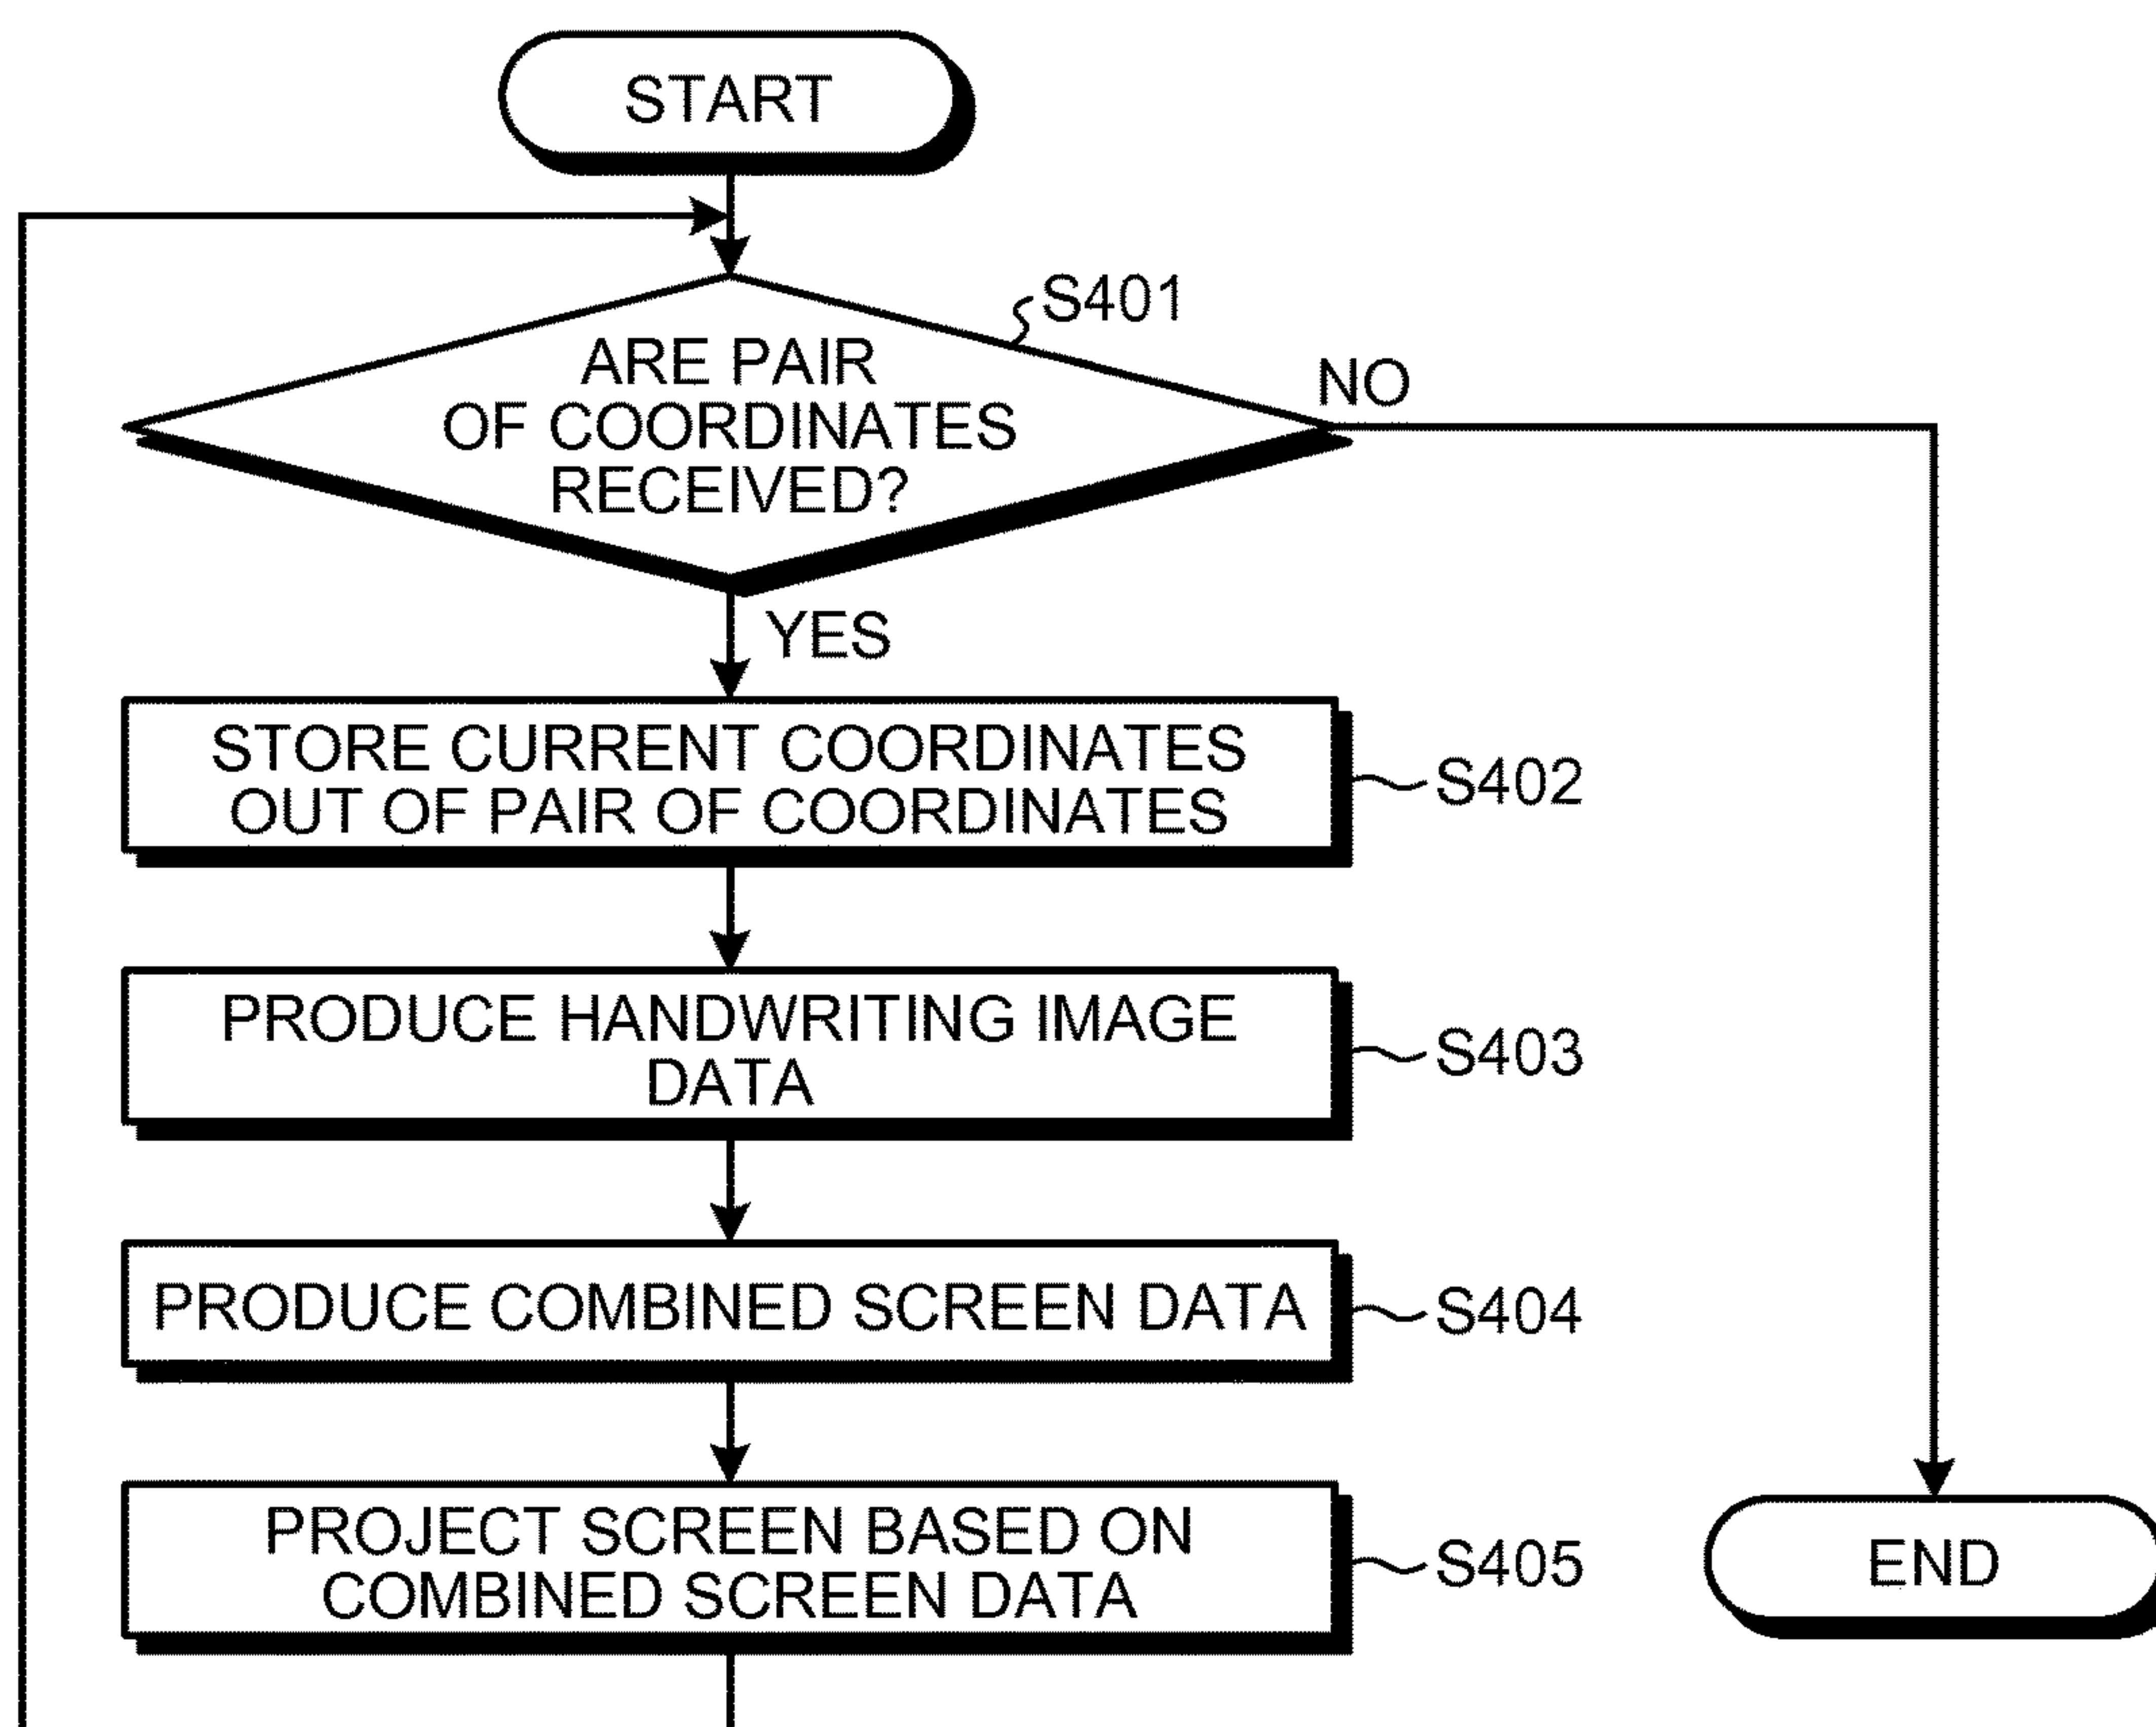 START
S401
ARE PAIR
OF COORDINATES
RECEIVED?
NO
YES
STORE CURRENT COORDINATES
OUT OF PAIR OF COORDINATES
S402
PRODUCE HANDWRITING IMAGE
DATA
S403
PRODUCE COMBINED SCREEN DATA
S404
PROJECT SCREEN BASED ON
COMBINED SCREEN DATA
S405
END